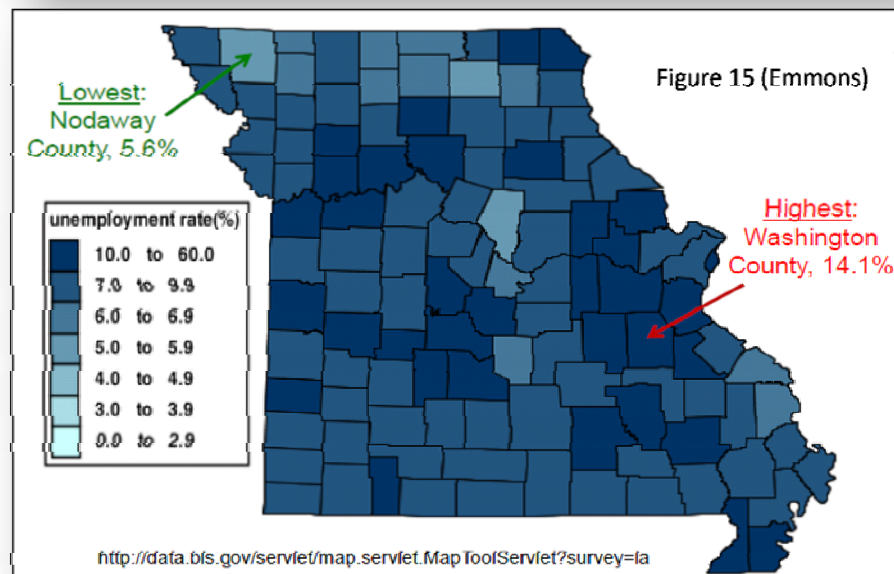 Figure 15 (Emmons)
Lowest:
Nodaway
County, 5.6%
unemployment rate(%)
10.0 to 60.0
7.0 to 9.9
6.0 to 6.9
5.0 to 5.9
4.0 to 4.9
3.0 to 3.9
0.0 to 2.9
Highest:
Washington
County, 14.1%
http://data.bls.gov/servlet/map.servlet.MapToolServlet?survey=la